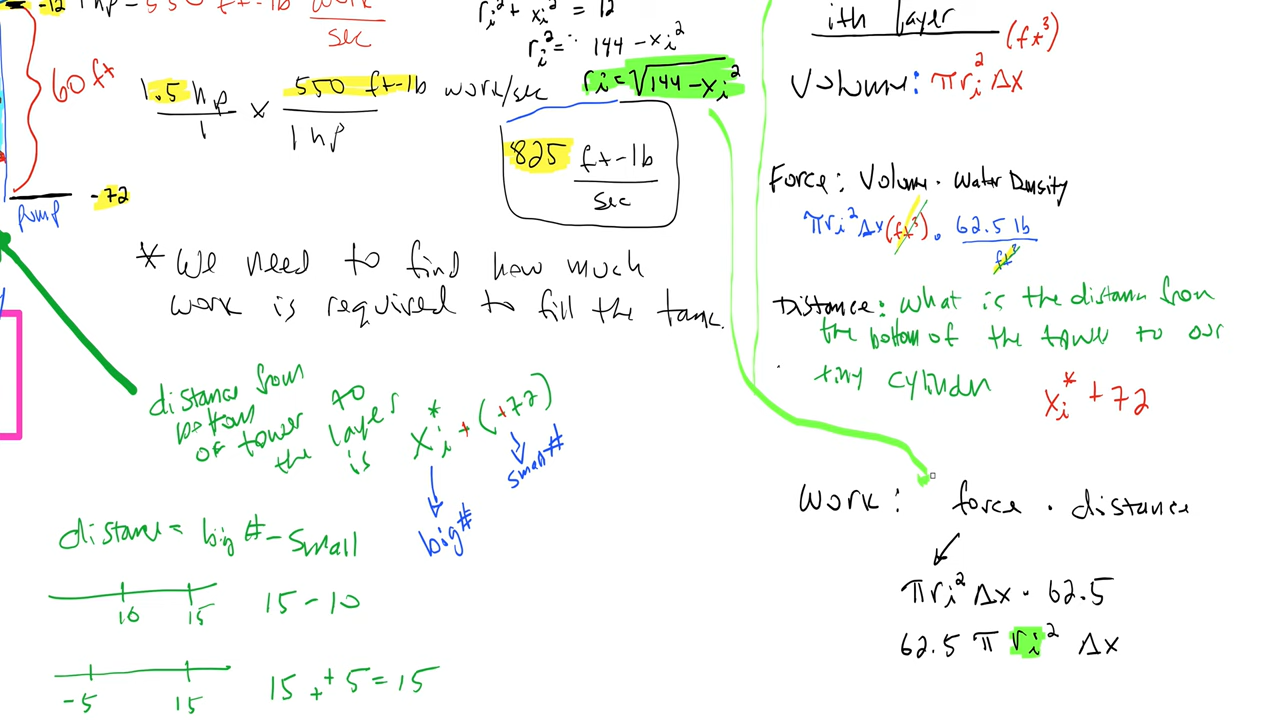 -12 1 hp = 550 ft-lb work/sec
60 ft
1.5 hp / 1 × 550 ft-lb work/sec / 1 hp
825 ft-lb / sec
-72
pump
rᵢ² + xᵢ² = 12
rᵢ² = 144 - xᵢ²
rᵢ = √144 - xᵢ²
* We need to find how much
work is required to fill the tank.
distance from
bottom
of tower to
the layer
is xᵢ* + (+72)
big #
small #
distance = big # - small
10 15 15 - 10
-5 15 15 + + 5 = 15
ith layer
Volume: πrᵢ² Δx (ft³)
Force: Volume · Water Density
πrᵢ² Δx (ft³) · 62.5 lb / ft³
Distance: what is the distance from
the bottom of the tower to our
tiny cylinder xᵢ* + 72
Work: force · distance
πrᵢ² Δx · 62.5
62.5 π rᵢ² Δx